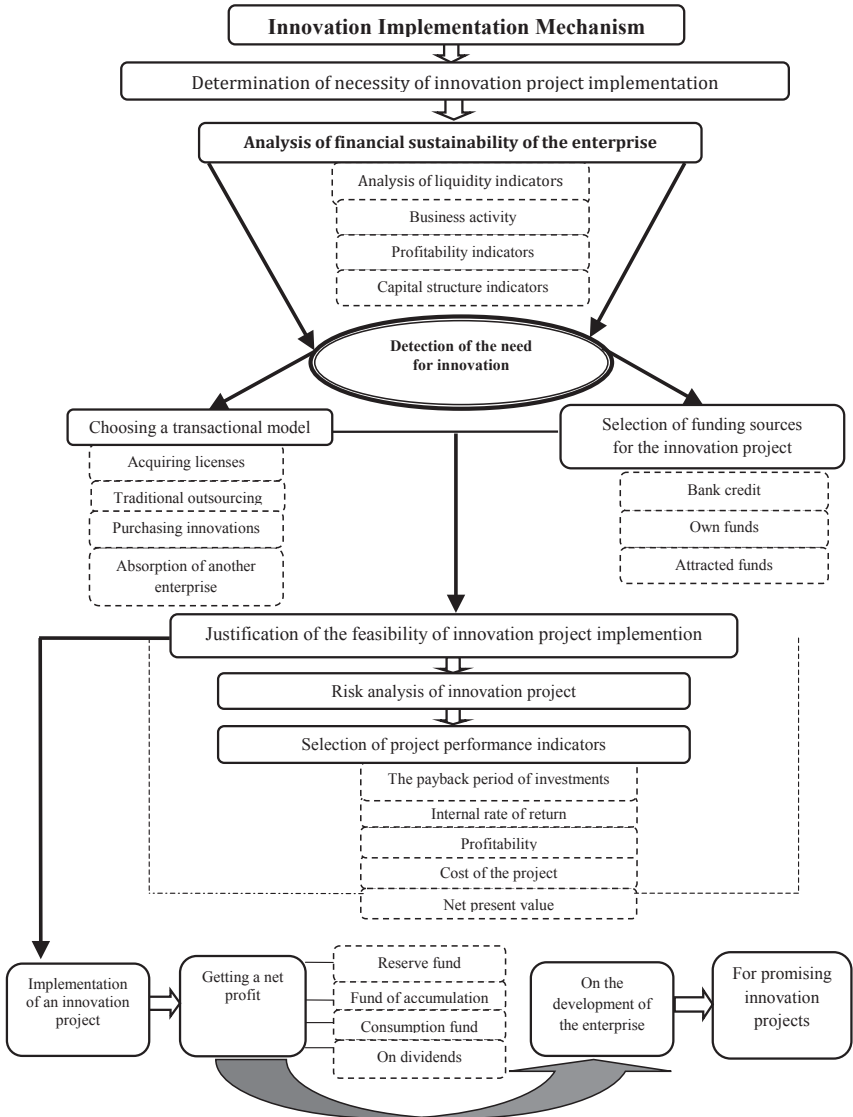 Innovation Implementation Mechanism
Determination of necessity of innovation project implementation
Analysis of financial sustainability of the enterprise
Analysis of liquidity indicators
Business activity
Profitability indicators
Capital structure indicators
Detection of the need
for innovation
Choosing a transactional model
Acquiring licenses
Traditional outsourcing
Purchasing innovations
Absorption of another
enterprise
Selection of funding sources
for the innovation project
Bank credit
Own funds
Attracted funds
Justification of the feasibility of innovation project implemention
Risk analysis of innovation project
Selection of project performance indicators
The payback period of investments
Internal rate of return
Profitability
Cost of the project
Net present value
Implementation
of an innovation
project
Getting a net
profit
Reserve fund
Fund of accumulation
Consumption fund
On dividends
On the
development of
the enterprise
For promising
innovation
projects